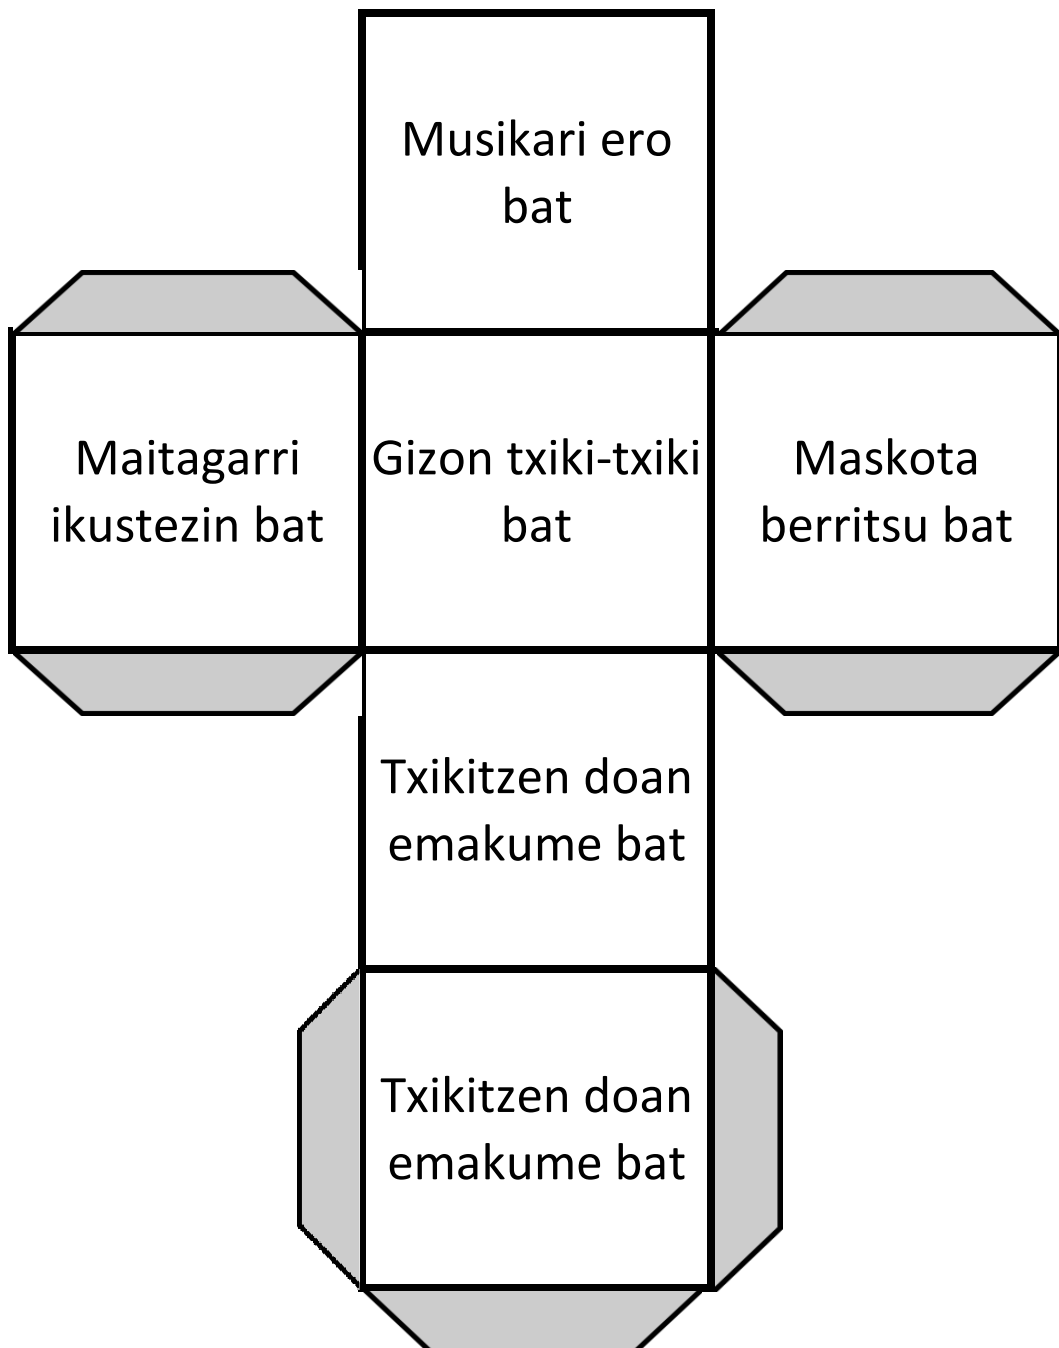 Musikari ero
bat
Maitagarri
ikustezin bat
Gizon txiki-txiki
bat
Maskota
berritsu bat
Txikitzen doan
emakume bat
Txikitzen doan
emakume bat